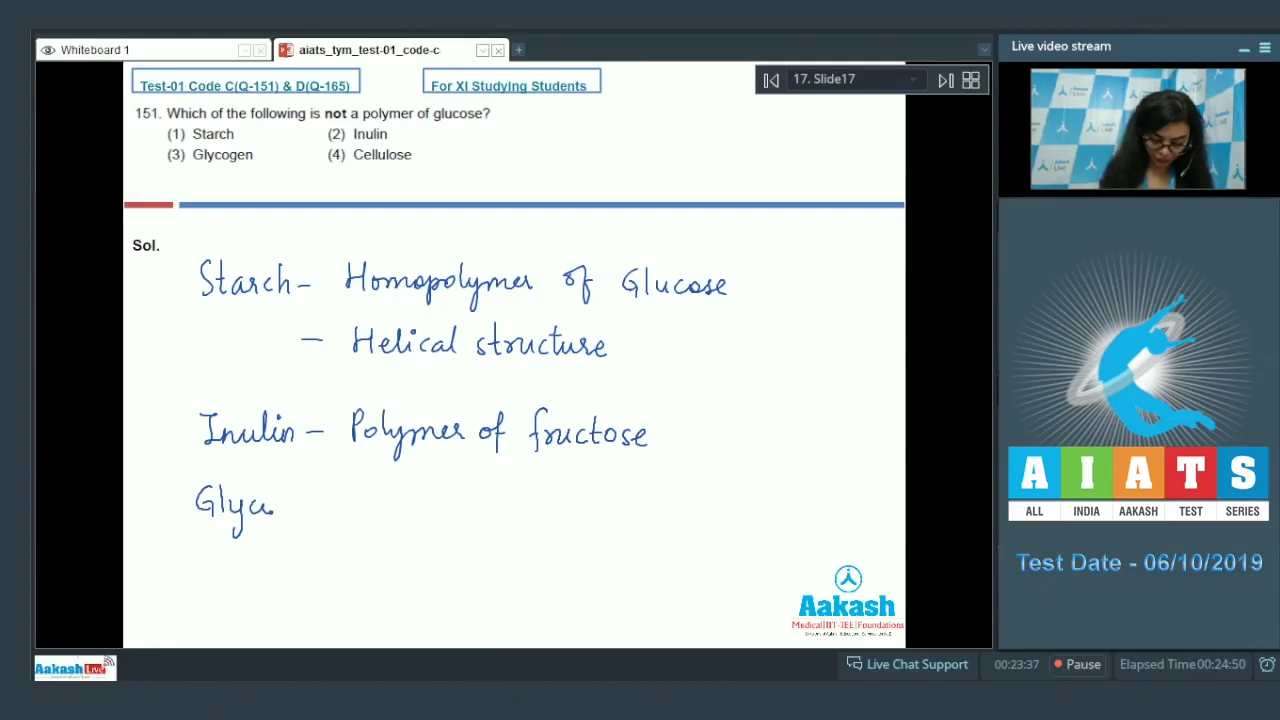 Whiteboard 1
aiats_tym_test-01_code-c
Live video stream
Test-01 Code C(Q-151) & D(Q-165)
For XI Studying Students
17. Slide17
151. Which of the following is not a polymer of glucose?
(1) Starch (2) Inulin
(3) Glycogen (4) Cellulose
Sol.
Starch - Homopolymer of Glucose
- Helical structure
Inulin - Polymer of fructose
Glyc
AIATS
ALL INDIA AAKASH TEST SERIES
Test Date - 06/10/2019
Aakash
Medical|IIT-JEE|Foundations
Aakash Live
Live Chat Support
00:23:37
Pause
Elapsed Time 00:24:50